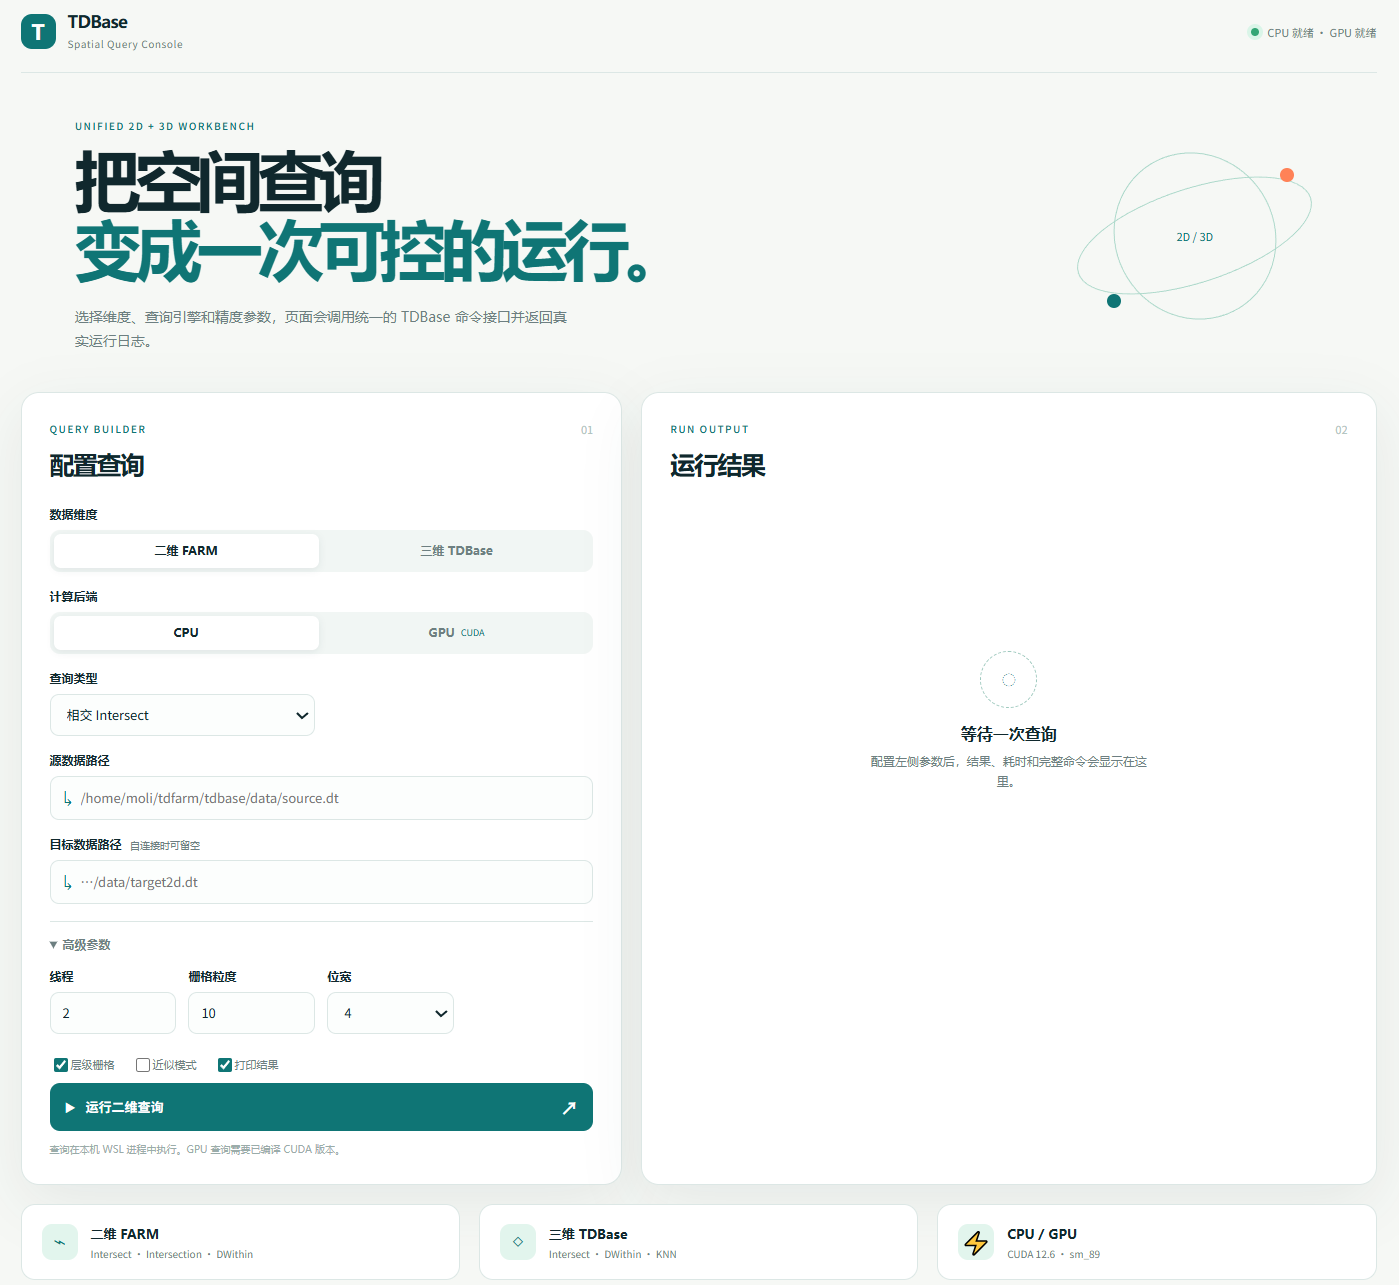 T
TDBase
Spatial Query Console
CPU 就绪 · GPU 就绪
UNIFIED 2D + 3D WORKBENCH
把空间查询
变成一次可控的运行。
选择维度、查询引擎和精度参数，页面会调用统一的 TDBase 命令接口并返回真
实运行日志。
2D / 3D
QUERY BUILDER
01
配置查询
数据维度
二维 FARM
三维 TDBase
计算后端
CPU
GPU CUDA
查询类型
相交 Intersect
源数据路径
↳ /home/moli/tdfarm/tdbase/data/source.dt
目标数据路径 自连接时可留空
↳ …/data/target2d.dt
▼ 高级参数
线程
栅格粒度
位宽
2
10
4
层级栅格
近似模式
打印结果
▶ 运行二维查询 ↗
查询在本机 WSL 进程中执行。GPU 查询需要已编译 CUDA 版本。
RUN OUTPUT
02
运行结果
等待一次查询
配置左侧参数后，结果、耗时和完整命令会显示在这
里。
二维 FARM
Intersect · Intersection · DWithin
三维 TDBase
Intersect · DWithin · KNN
CPU / GPU
CUDA 12.6 · sm_89